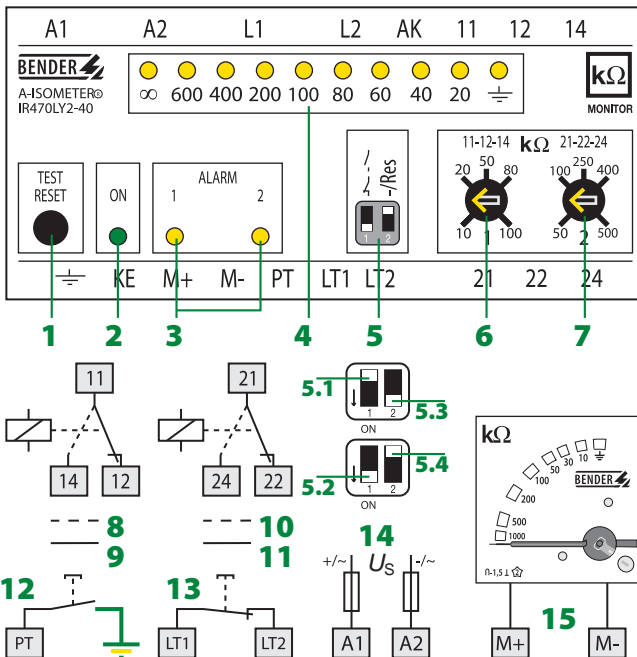 A1 A2 L1 L2 AK 11 12 14
BENDER
A-ISOMETER®
IR470LY2-40
∞ 600 400 200 100 80 60 40 20
kΩ
MONITOR
TEST
RESET
ON
ALARM
1 2
-/Res
1 2
11-12-14 kΩ 21-22-24
20 50 80
10 1 100
100 250 400
50 2 500
KE M+ M- PT LT1 LT2 21 22 24
1 2 3 4 5 6 7
11
14 12
21
24 22
5.1
5.3
1 2
ON
5.2
5.4
1 2
ON
8
9
10
11
12
PT
13
LT1 LT2
14
+/~ US -/~
A1 A2
kΩ
1000
500
200
100
50
30
10
BENDER
1,5
15
M+ M-